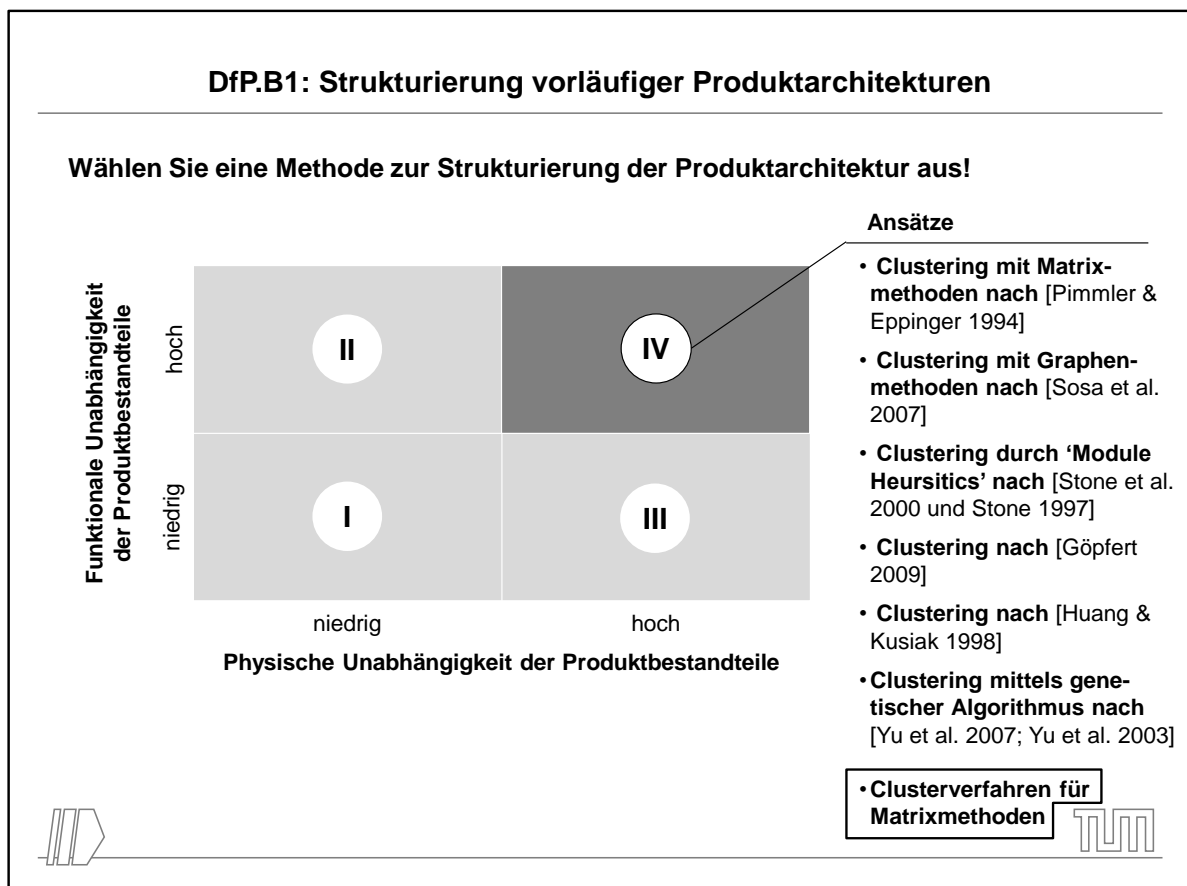 DfP.B1: Strukturierung vorläufiger Produktarchitekturen
Wählen Sie eine Methode zur Strukturierung der Produktarchitektur aus!
Funktionale Unabhängigkeit
der Produktbestandteile
hoch
niedrig
II
IV
I
III
niedrig
hoch
Physische Unabhängigkeit der Produktbestandteile
Ansätze
• Clustering mit Matrix-
methoden nach [Pimmler &
Eppinger 1994]
• Clustering mit Graphen-
methoden nach [Sosa et al.
2007]
• Clustering durch ‘Module
Heursitics’ nach [Stone et al.
2000 und Stone 1997]
• Clustering nach [Göpfert
2009]
• Clustering nach [Huang &
Kusiak 1998]
• Clustering mittels gene-
tischer Algorithmus nach
[Yu et al. 2007; Yu et al. 2003]
• Clusterverfahren für
Matrixmethoden
TUM